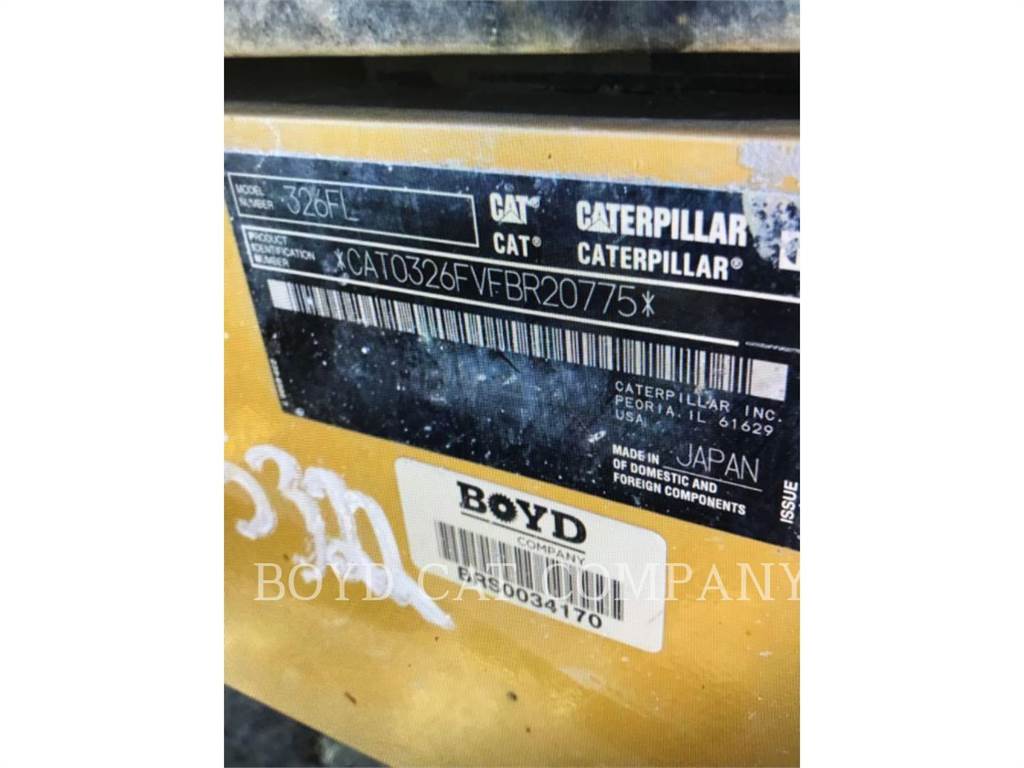 MODEL NUMBER 326FL
CAT® CATERPILLAR
CAT® CATERPILLAR®
PRODUCT IDENTIFICATION NUMBER *CAT0326FVFBR20775*
CATERPILLAR INC.
PEORIA, IL 61629
USA
MADE IN JAPAN
OF DOMESTIC AND
FOREIGN COMPONENTS
ISSUE
BOYD
COMPANY
BRS0034170
BOYD CAT COMPANY